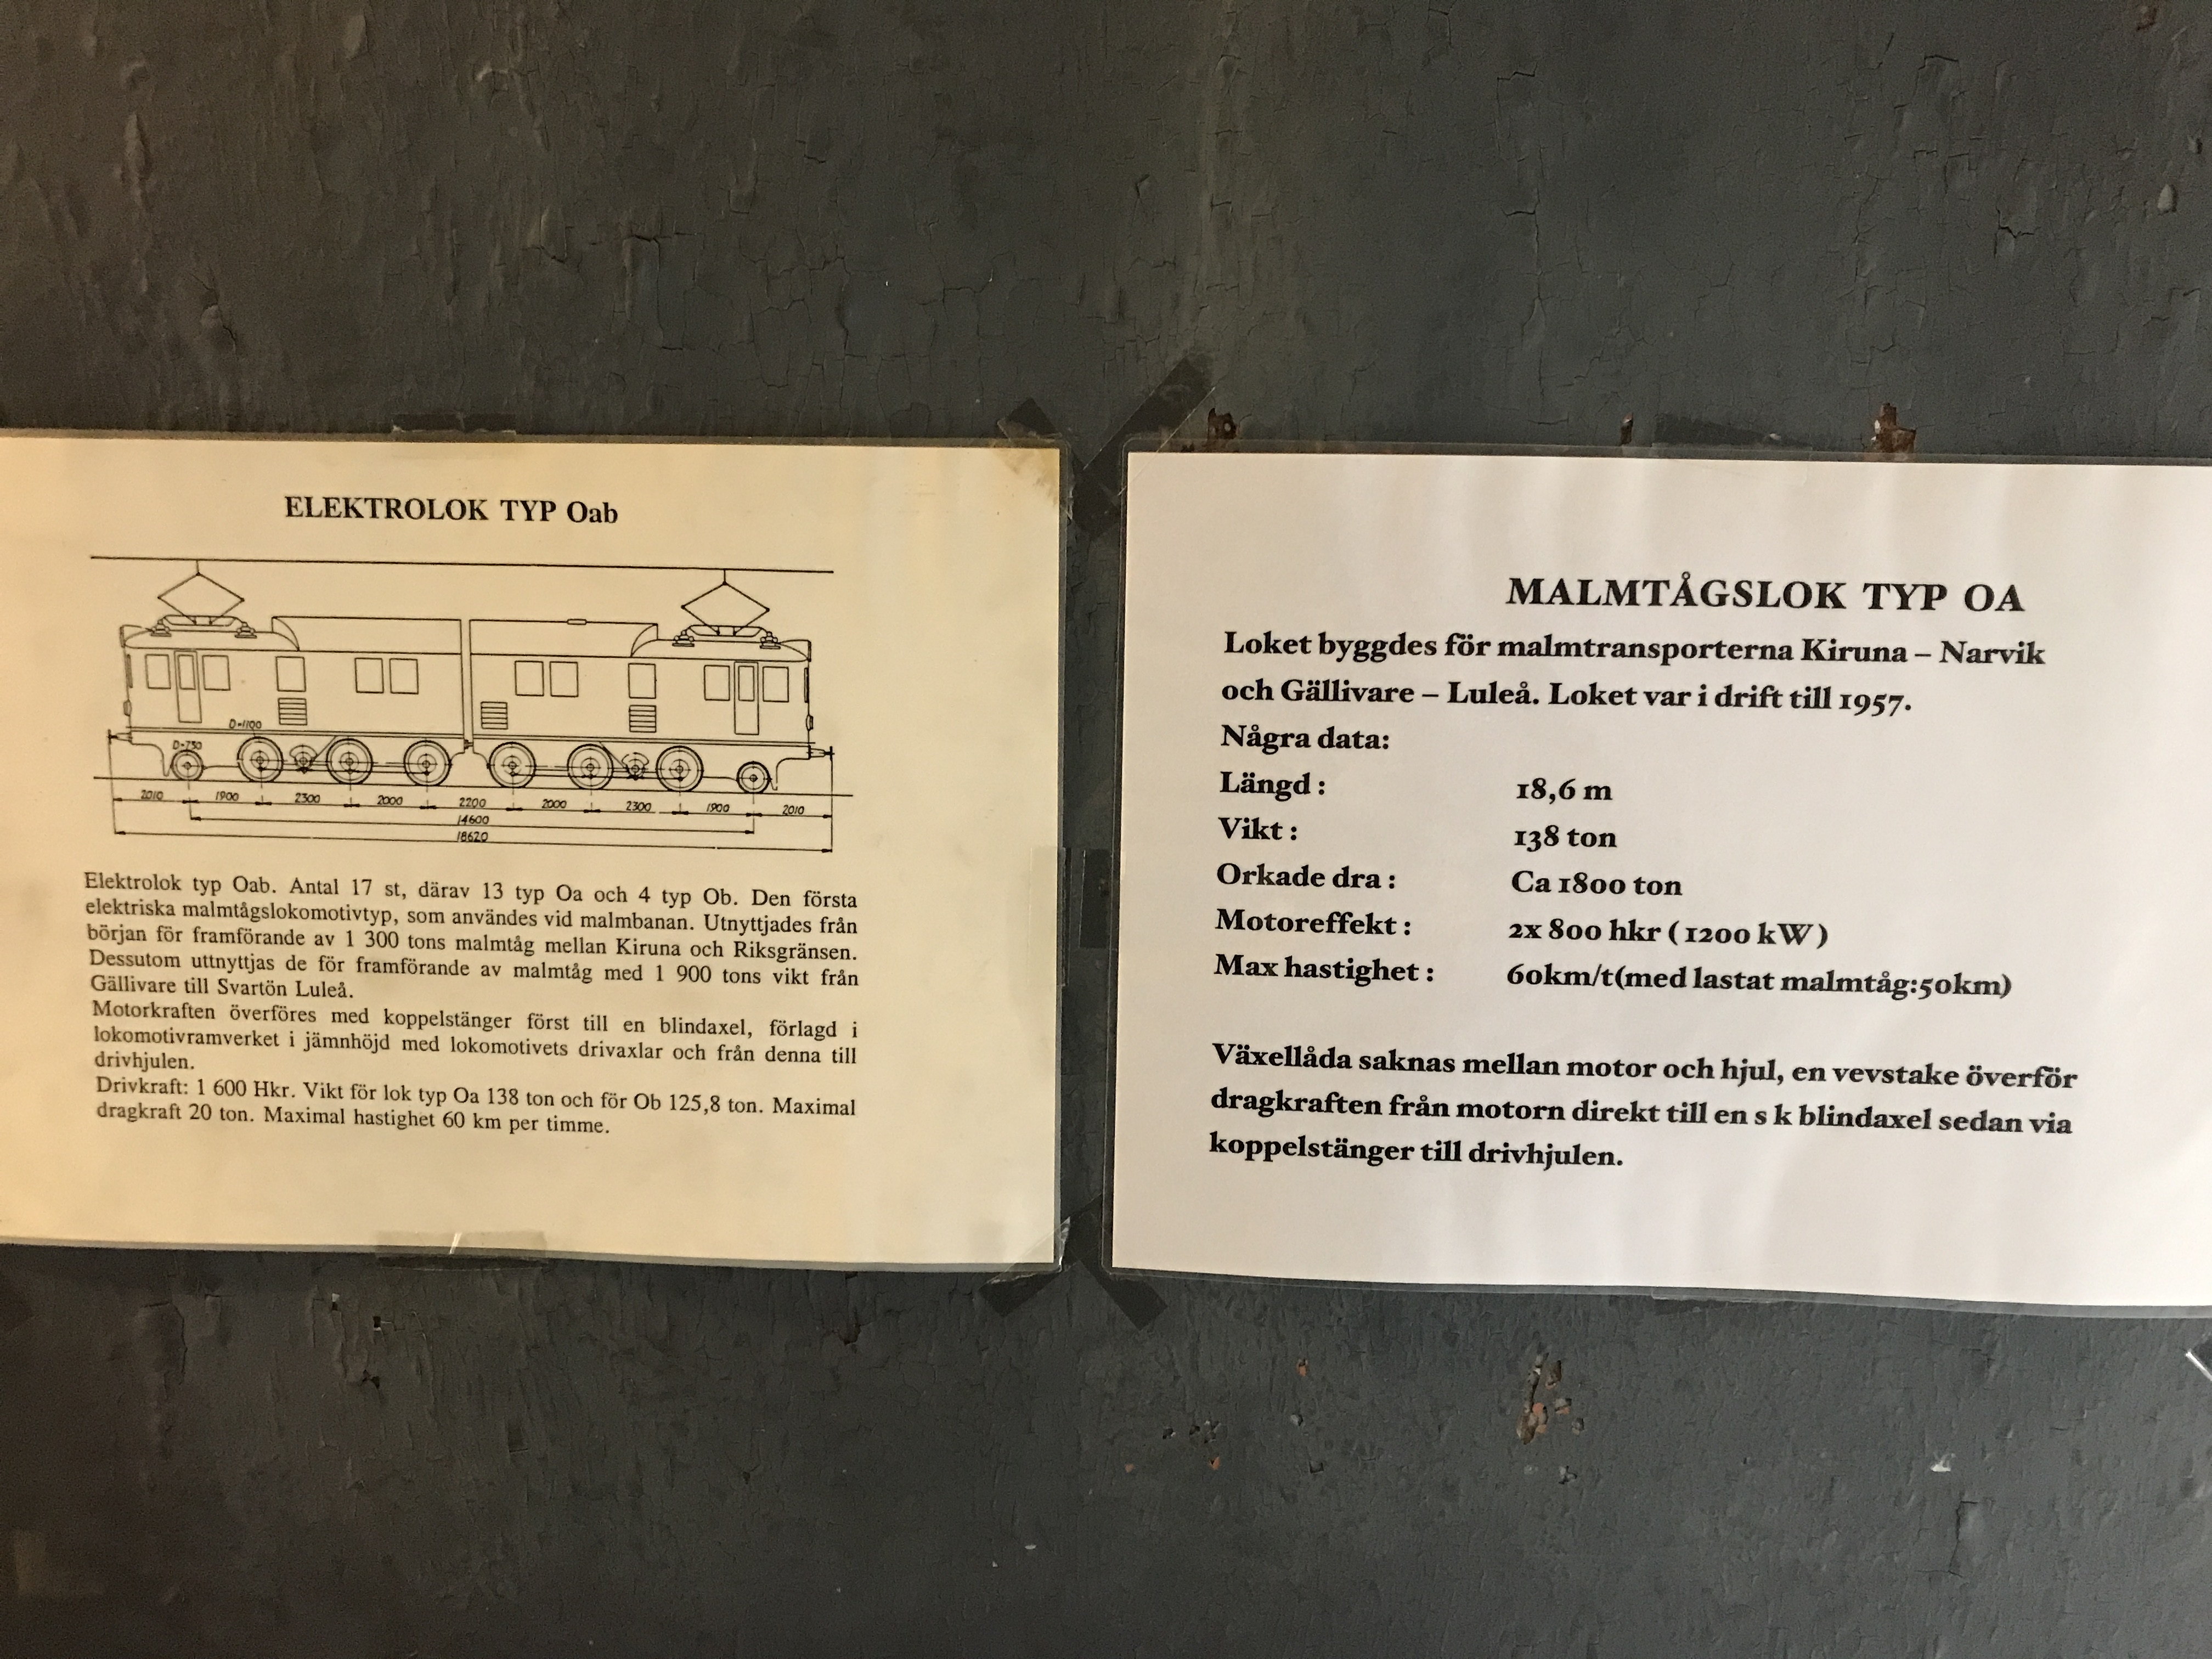 ELEKTROLOK TYP Oab
D=1100
D=730
2010 1900 2300 2000 2200 2000 2300 1900 2010
14600
18620
Elektrolok typ Oab. Antal 17 st, därav 13 typ Oa och 4 typ Ob. Den första
elektriska malmtågslokomotivtyp, som användes vid malmbanan. Utnyttjades från
början för framförande av 1 300 tons malmtåg mellan Kiruna och Riksgränsen.
Dessutom uttnyttjas de för framförande av malmtåg med 1 900 tons vikt från
Gällivare till Svartön Luleå.
Motorkraften överföres med koppelstänger först till en blindaxel, förlagd i
lokomotivramverket i jämnhöjd med lokomotivets drivaxlar och från denna till
drivhjulen.
Drivkraft: 1 600 Hkr. Vikt för lok typ Oa 138 ton och för Ob 125,8 ton. Maximal
dragkraft 20 ton. Maximal hastighet 60 km per timme.
MALMTÅGSLOK TYP OA
Loket byggdes för malmtransporterna Kiruna – Narvik
och Gällivare – Luleå. Loket var i drift till 1957.
Några data:
Längd : 18,6 m
Vikt : 138 ton
Orkade dra : Ca 1800 ton
Motoreffekt : 2x 800 hkr ( 1200 kW )
Max hastighet : 60km/t(med lastat malmtåg:50km)
Växellåda saknas mellan motor och hjul, en vevstake överför
dragkraften från motorn direkt till en s k blindaxel sedan via
koppelstänger till drivhjulen.